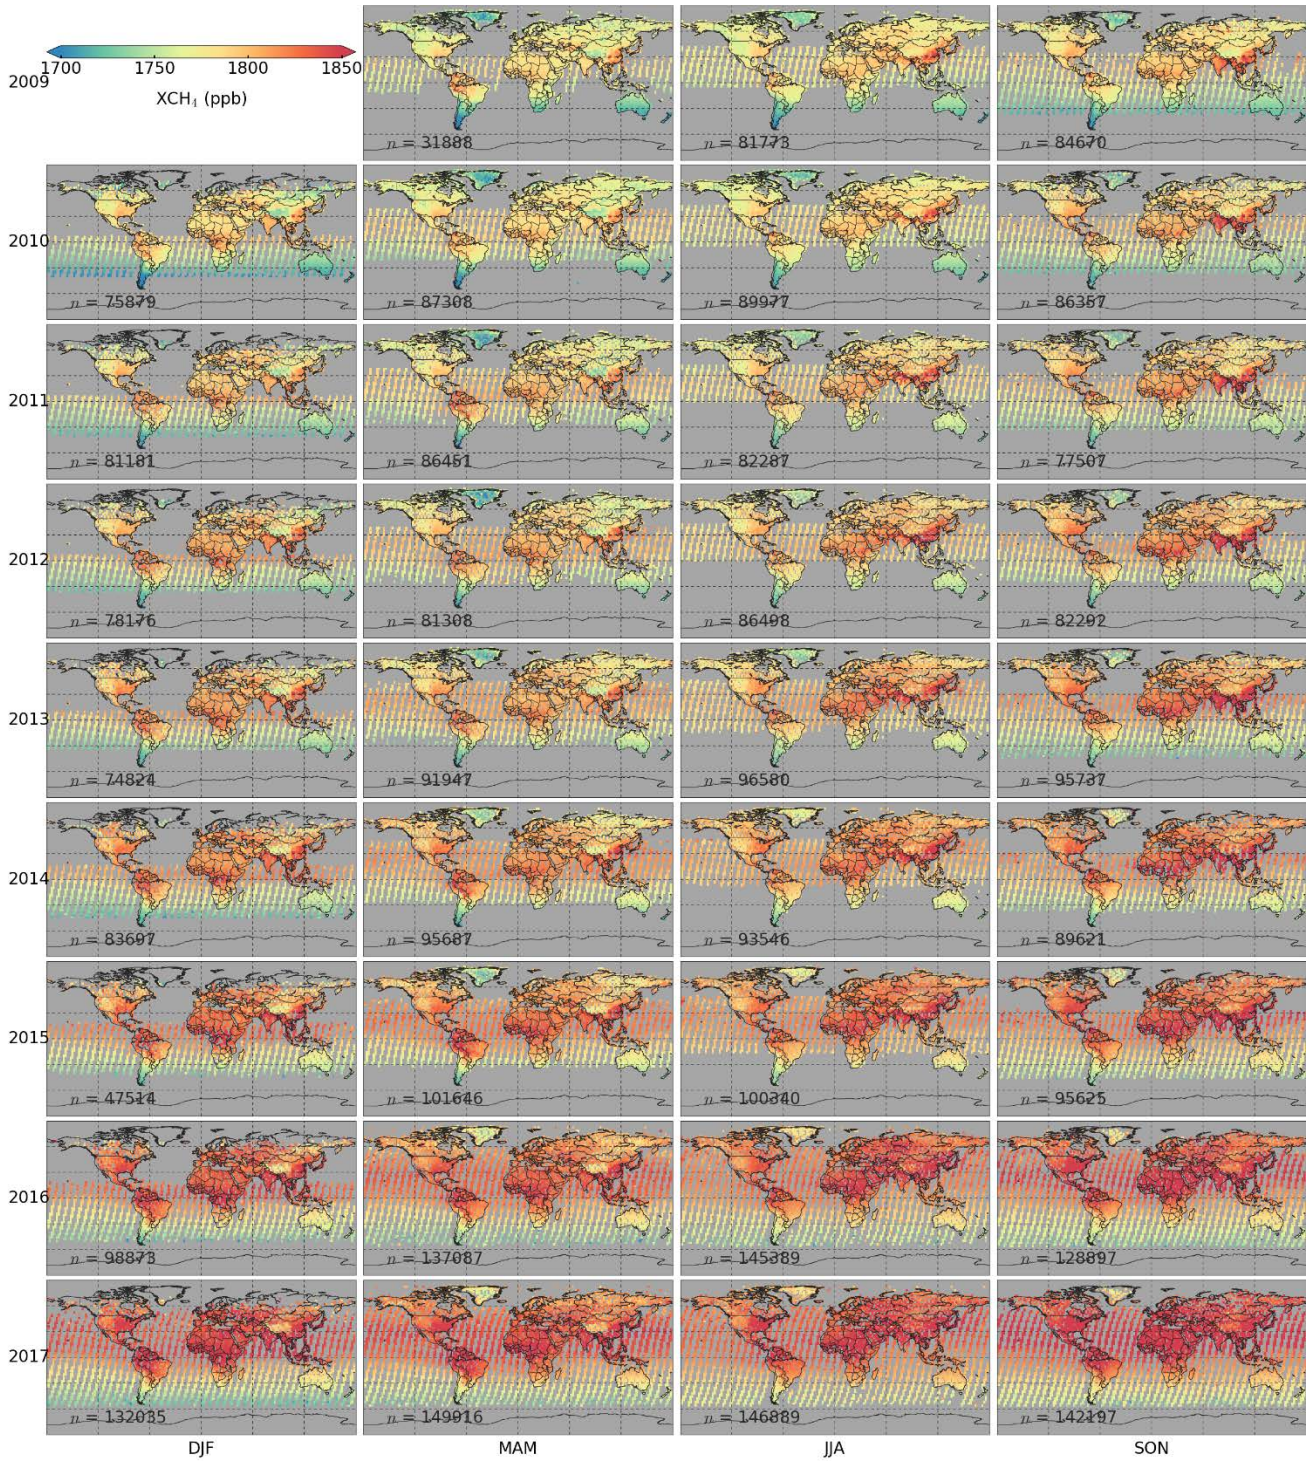 1700 1750 1800 1850
XCH₄ (ppb)
2009
n = 31888
n = 81773
n = 84670
2010
n = 75879
n = 87308
n = 89977
n = 86357
2011
n = 81181
n = 86451
n = 82287
n = 77507
2012
n = 78176
n = 81308
n = 86498
n = 82292
2013
n = 74824
n = 91947
n = 96580
n = 95737
2014
n = 83697
n = 95687
n = 93546
n = 89621
2015
n = 47514
n = 101646
n = 100340
n = 95625
2016
n = 98873
n = 137087
n = 145389
n = 128897
2017
n = 132035
n = 149916
n = 146889
n = 142197
DJF MAM JJA SON